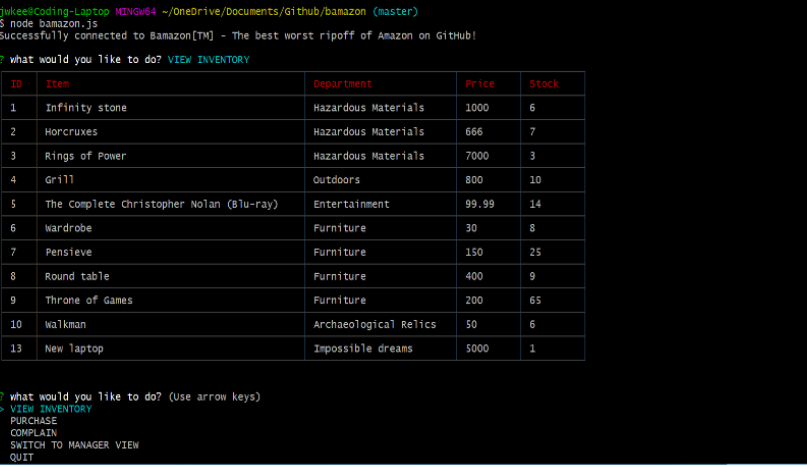 jwkee@Coding-Laptop MINGW64 ~/OneDrive/Documents/Github/bamazon (master)
$ node bamazon.js
Successfully connected to Bamazon[TM] - The best worst ripoff of Amazon on GitHub!
? what would you like to do? VIEW INVENTORY
ID Item Department Price Stock
1 Infinity stone Hazardous Materials 1000 6
2 Horcruxes Hazardous Materials 666 7
3 Rings of Power Hazardous Materials 7000 3
4 Grill Outdoors 800 10
5 The Complete Christopher Nolan (Blu-ray) Entertainment 99.99 14
6 Wardrobe Furniture 30 8
7 Pensieve Furniture 150 25
8 Round table Furniture 400 9
9 Throne of Games Furniture 200 65
10 Walkman Archaeological Relics 50 6
13 New laptop Impossible dreams 5000 1
? what would you like to do? (Use arrow keys)
> VIEW INVENTORY
PURCHASE
COMPLAIN
SWITCH TO MANAGER VIEW
QUIT